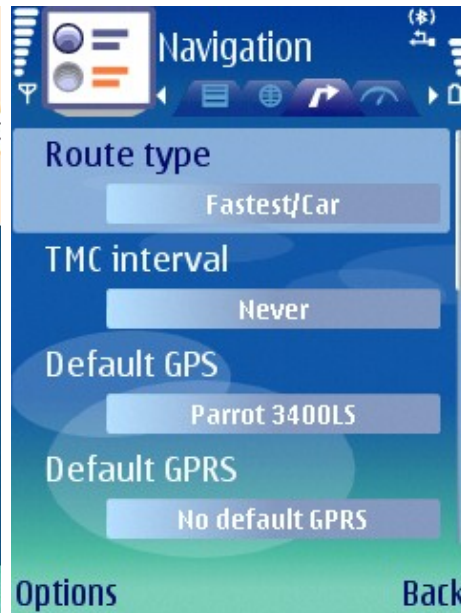 Navigation
Route type
Fastest/Car
TMC interval
Never
Default GPS
Parrot 3400LS
Default GPRS
No default GPRS
Options
Back